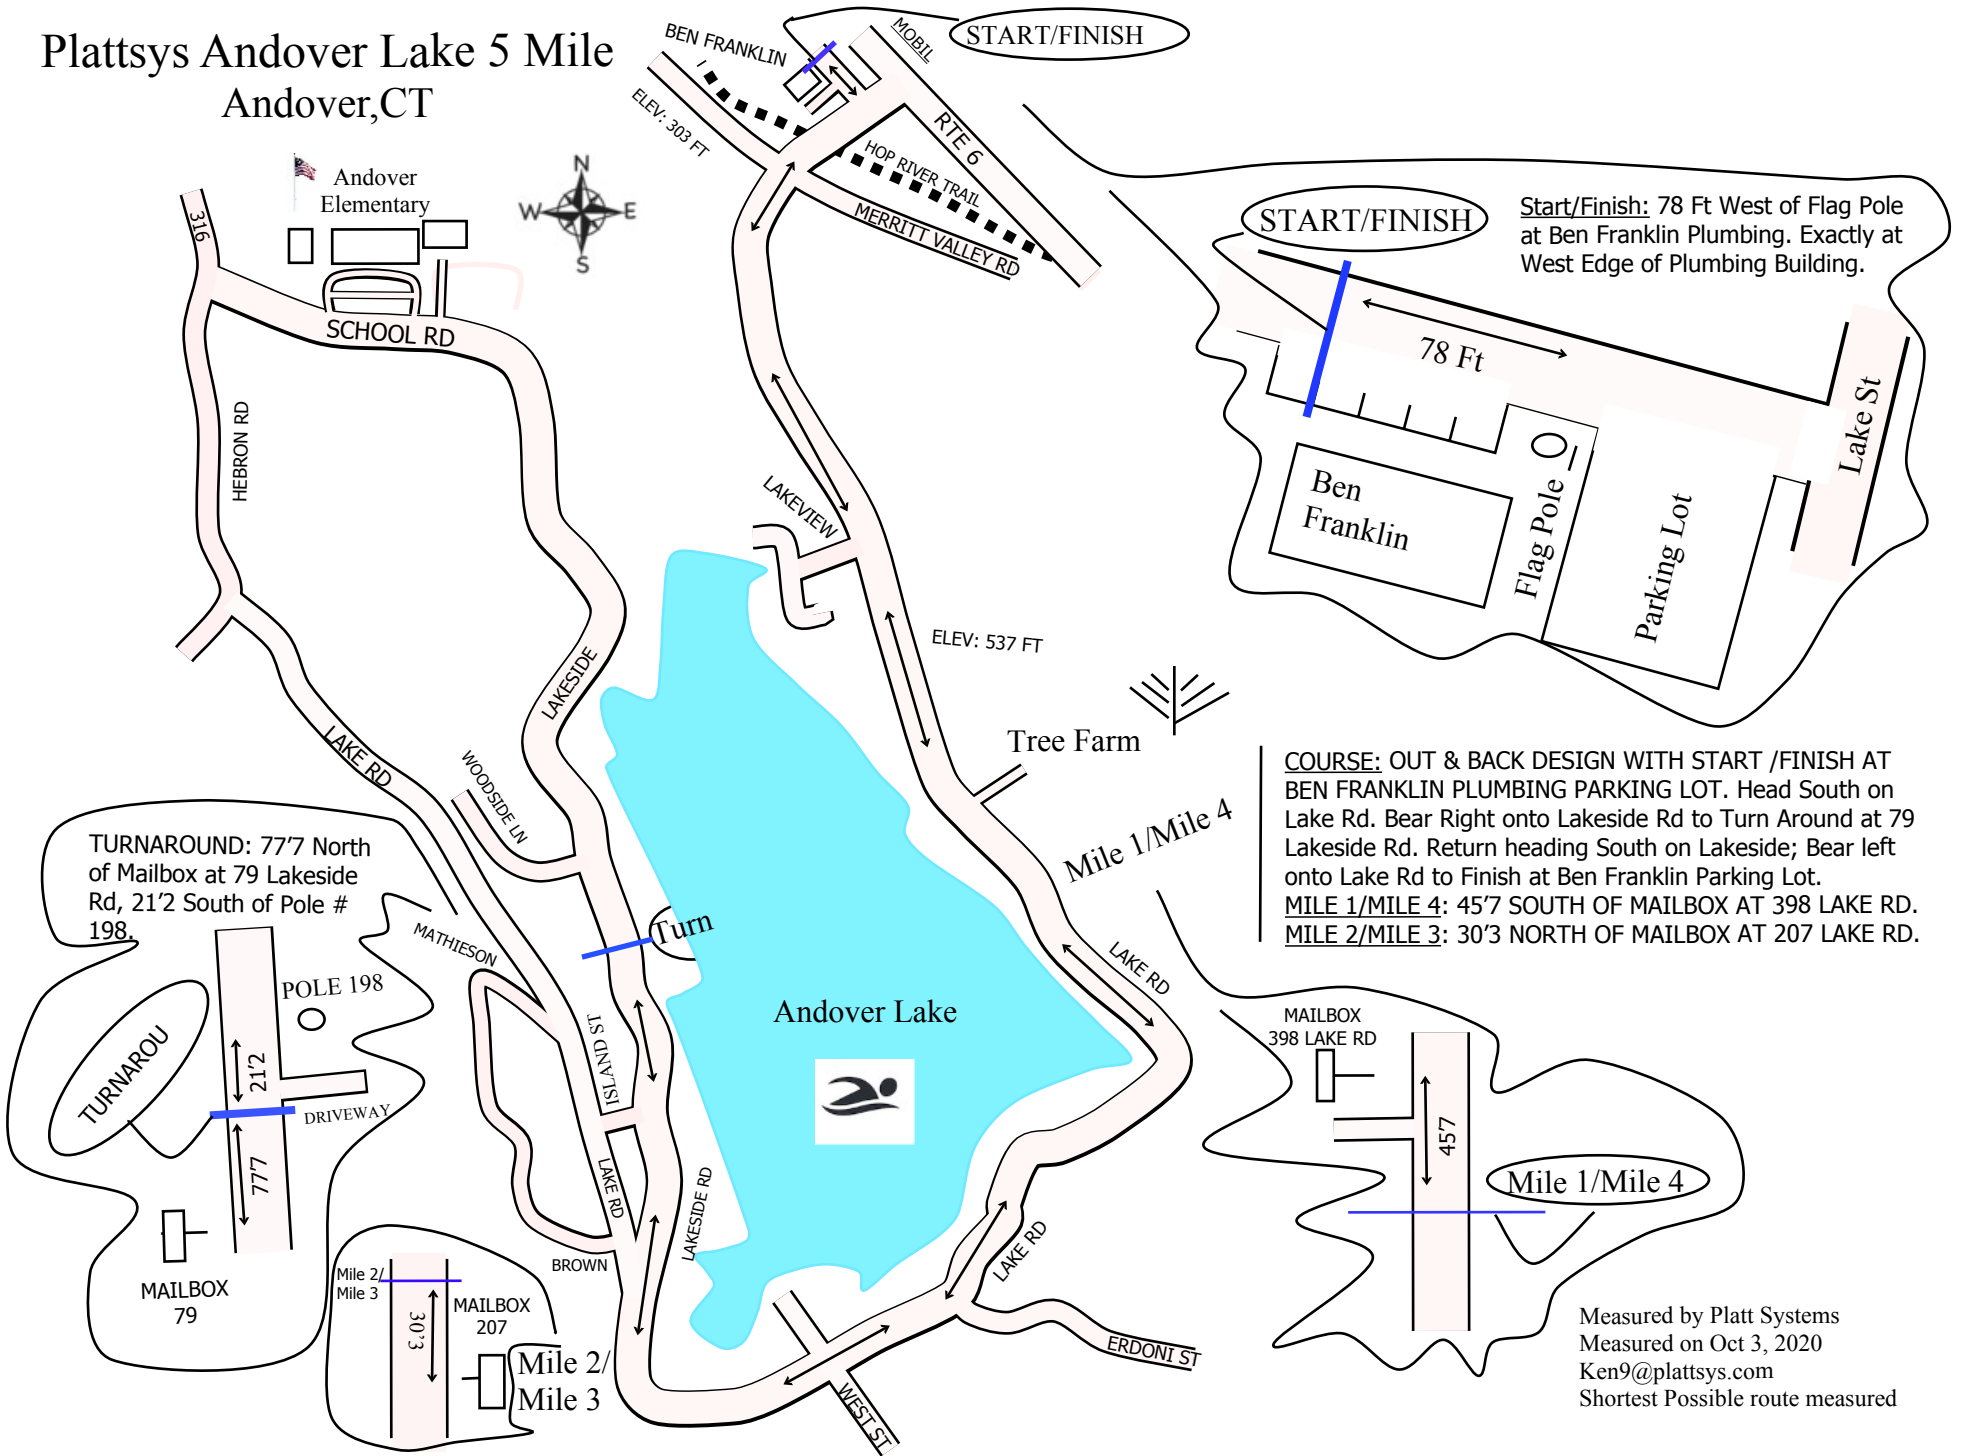 Plattsys Andover Lake 5 Mile
Andover,CT
BEN FRANKLIN
MOBIL
START/FINISH
ELEV: 303 FT
RTE 6
HOP RIVER TRAIL
MERRITT VALLEY RD
Andover
Elementary
N
W
E
S
316
SCHOOL RD
HEBRON RD
START/FINISH
Start/Finish: 78 Ft West of Flag Pole
at Ben Franklin Plumbing. Exactly at
West Edge of Plumbing Building.
78 Ft
Lake St
Ben
Franklin
Flag Pole
Parking Lot
LAKEVIEW
ELEV: 537 FT
LAKESIDE
Tree Farm
LAKE RD
WOODSIDE LN
Mile 1/Mile 4
COURSE: OUT & BACK DESIGN WITH START /FINISH AT
BEN FRANKLIN PLUMBING PARKING LOT. Head South on
Lake Rd. Bear Right onto Lakeside Rd to Turn Around at 79
Lakeside Rd. Return heading South on Lakeside; Bear left
onto Lake Rd to Finish at Ben Franklin Parking Lot.
MILE 1/MILE 4: 45'7 SOUTH OF MAILBOX AT 398 LAKE RD.
MILE 2/MILE 3: 30'3 NORTH OF MAILBOX AT 207 LAKE RD.
TURNAROUND: 77'7 North
of Mailbox at 79 Lakeside
Rd, 21'2 South of Pole #
198.
MATHIESON
Turn
LAKE RD
POLE 198
TURNAROU
21'2
DRIVEWAY
77'7
MAILBOX
79
ISLAND ST
Andover Lake
LAKE RD
LAKESIDE RD
BROWN
LAKE RD
MAILBOX
398 LAKE RD
45'7
Mile 1/Mile 4
Mile 2/
Mile 3
30'3
MAILBOX
207
Mile 2/
Mile 3
ERDONI ST
WEST ST
Measured by Platt Systems
Measured on Oct 3, 2020
Ken9@plattsys.com
Shortest Possible route measured